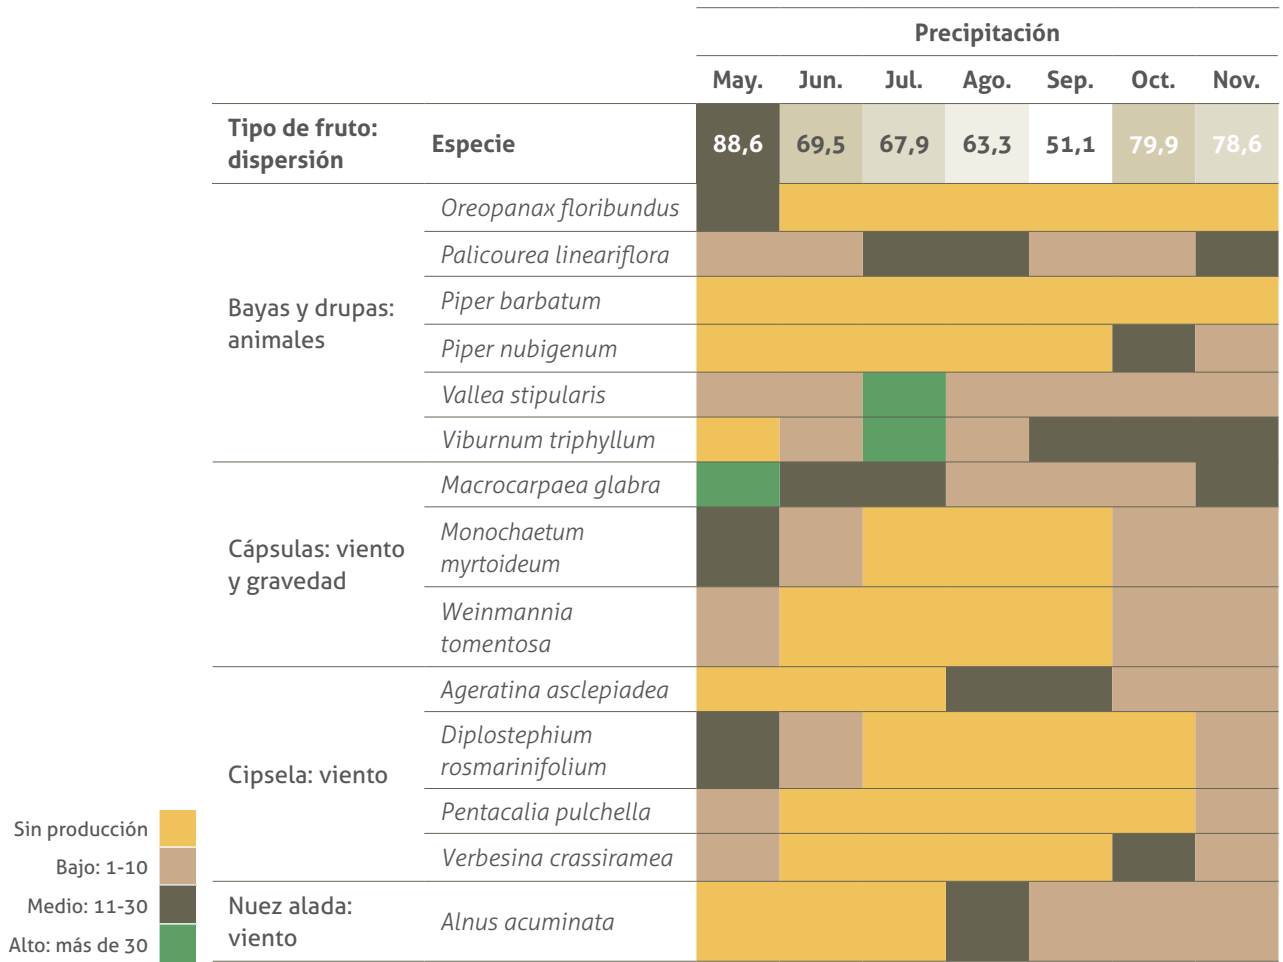 Precipitación
May. Jun. Jul. Ago. Sep. Oct. Nov.
Tipo de fruto:
dispersión
Especie
88,6 69,5 67,9 63,3 51,1 79,9 78,6
Bayas y drupas:
animales
Oreopanax floribundus
Palicourea lineariflora
Piper barbatum
Piper nubigenum
Vallea stipularis
Viburnum triphyllum
Cápsulas: viento
y gravedad
Macrocarpaea glabra
Monochaetum
myrtoideum
Weinmannia
tomentosa
Cipsela: viento
Ageratina asclepiadea
Diplostephium
rosmarinifolium
Pentacalia pulchella
Verbesina crassiramea
Nuez alada:
viento
Alnus acuminata
Sin producción
Bajo: 1-10
Medio: 11-30
Alto: más de 30